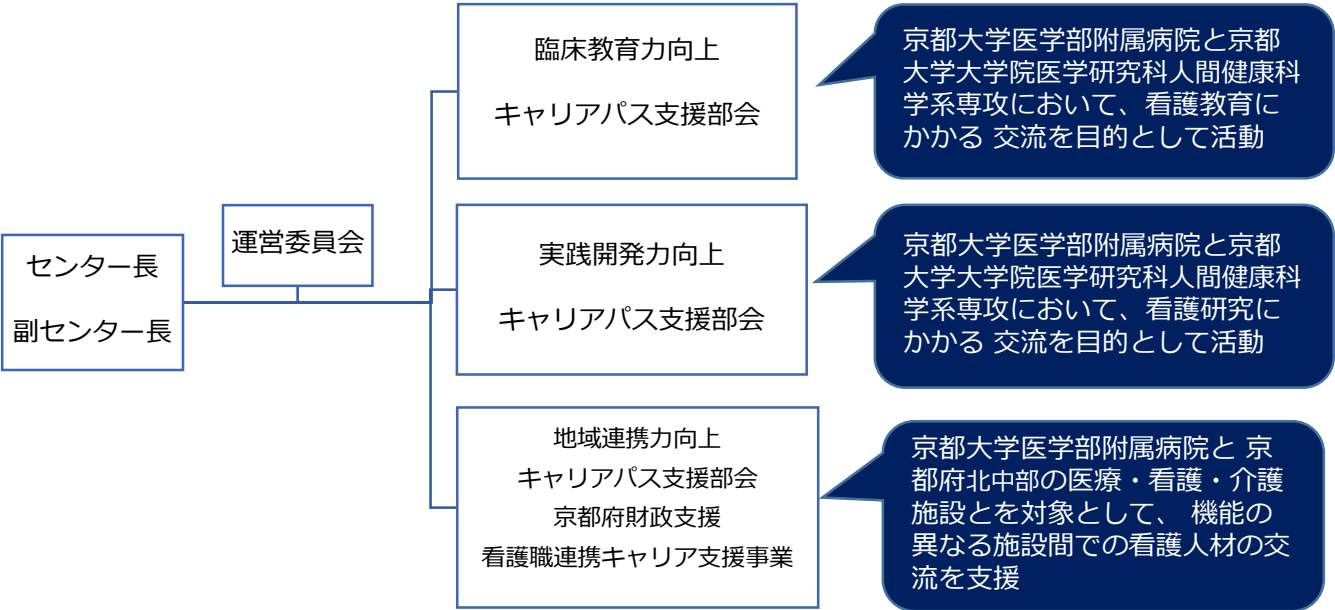 センター長
副センター長
運営委員会
臨床教育力向上
キャリアパス支援部会
京都大学医学部附属病院と京都
大学大学院医学研究科人間健康科
学系専攻において、看護教育に
かかる 交流を目的として活動
実践開発力向上
キャリアパス支援部会
京都大学医学部附属病院と京都
大学大学院医学研究科人間健康科
学系専攻において、看護研究に
かかる 交流を目的として活動
地域連携力向上
キャリアパス支援部会
京都府財政支援
看護職連携キャリア支援事業
京都大学医学部附属病院と 京
都府北中部の医療・看護・介護
施設とを対象として、 機能の
異なる施設間での看護人材の交
流を支援